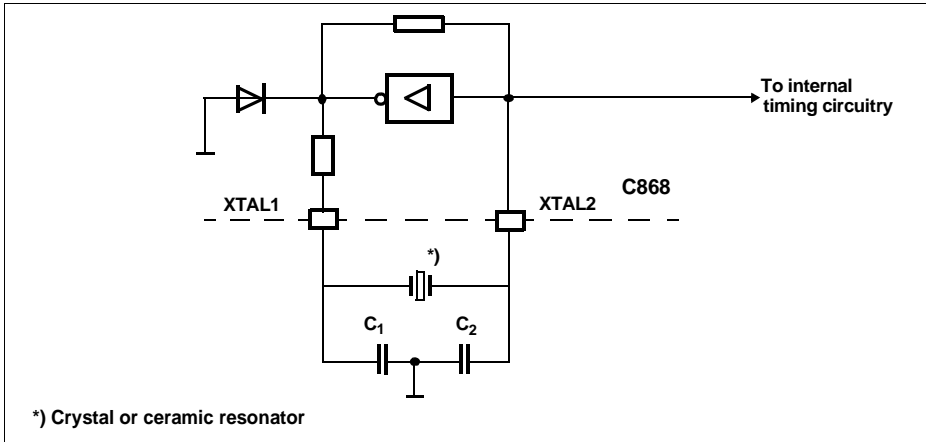 To internal
timing circuitry
C868
XTAL1
XTAL2
*)
C1
C2
*) Crystal or ceramic resonator